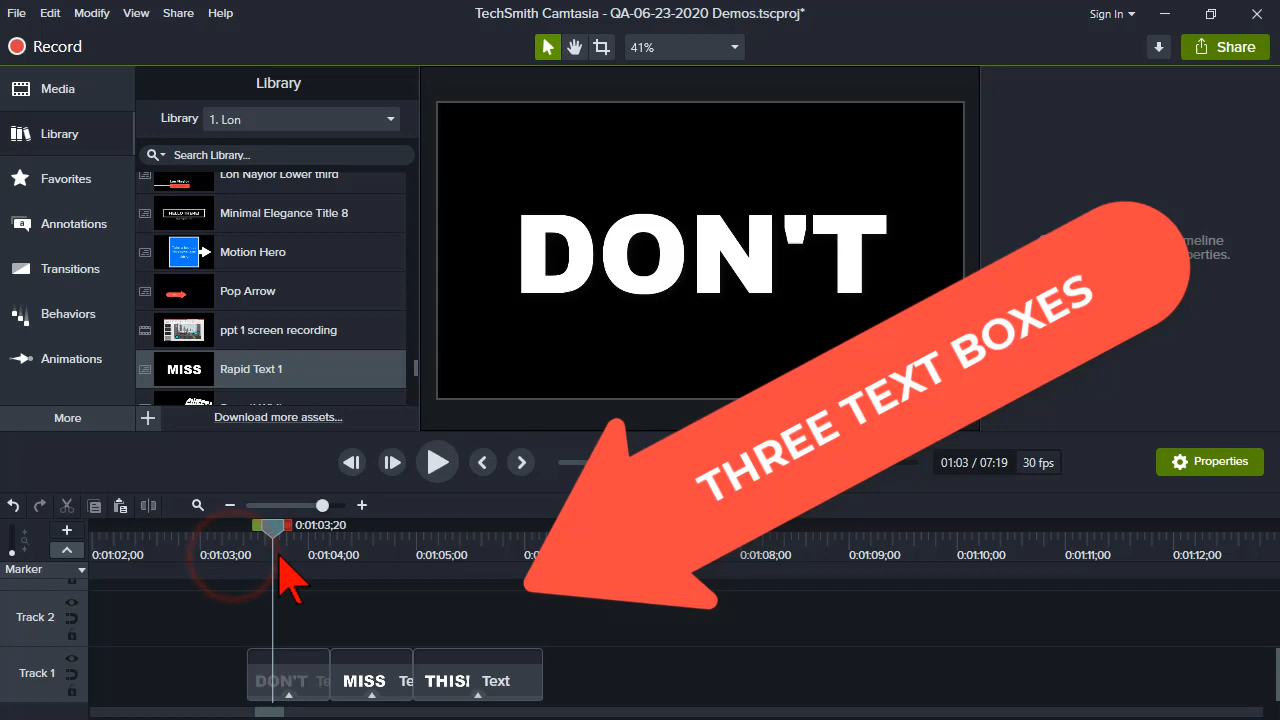 File Edit Modify View Share Help
TechSmith Camtasia - QA-06-23-2020 Demos.tscproj*
Sign In
Record
41%
Share
Media
Library
Favorites
Annotations
Transitions
Behaviors
Animations
More
Library
Library 1. Lon
Search Library...
Lon Naylor Lower third
Minimal Elegance Title 8
Motion Hero
Pop Arrow
ppt 1 screen recording
MISS Rapid Text 1
Download more assets...
DON'T
THREE TEXT BOXES
01:03 / 07:19 30 fps
Properties
0:01:03;20
0:01:02;00 0:01:03;00 0:01:04;00 0:01:05;00 0:01:08;00 0:01:09;00 0:01:10;00 0:01:11;00 0:01:12;00
Marker
Track 2
Track 1
DON'T Te MISS Te THIS! Text